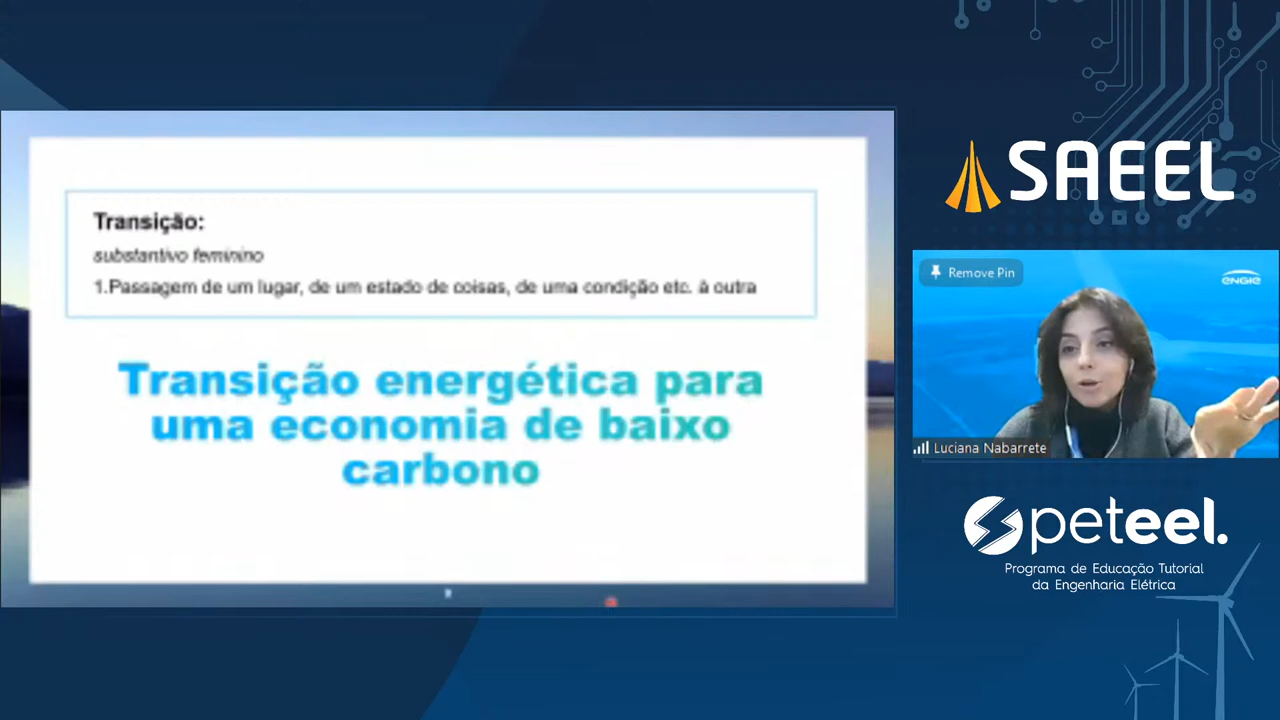 Transição:
substantivo feminino
1.Passagem de um lugar, de um estado de coisas, de uma condição etc. à outra
Transição energética para
uma economia de baixo
carbono
SAEEL
Remove Pin
ENGIE
Luciana Nabarrete
peteel.
Programa de Educação Tutorial
da Engenharia Elétrica